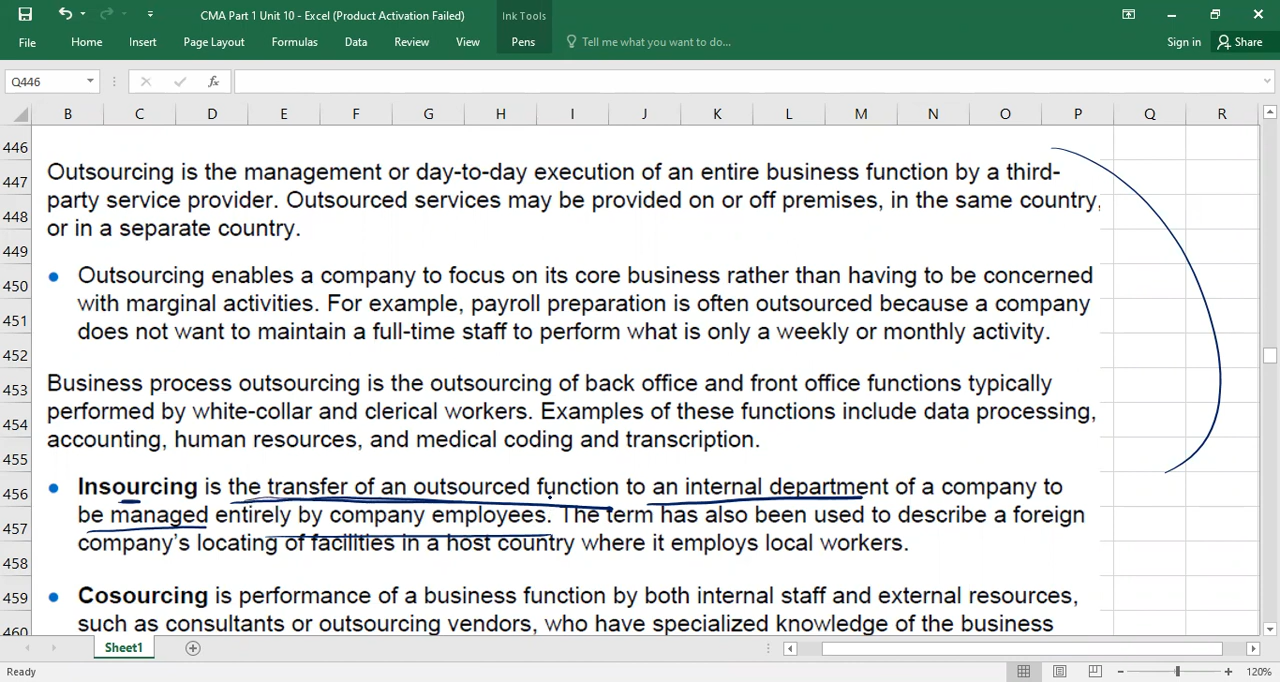 CMA Part 1 Unit 10 - Excel (Product Activation Failed)
Ink Tools
File Home Insert Page Layout Formulas Data Review View Pens Tell me what you want to do... Sign in Share
Q446 fx
B C D E F G H I J K L M N O P Q R
446
Outsourcing is the management or day-to-day execution of an entire business function by a third-
447
party service provider. Outsourced services may be provided on or off premises, in the same country,
448
or in a separate country.
449
• Outsourcing enables a company to focus on its core business rather than having to be concerned
450
with marginal activities. For example, payroll preparation is often outsourced because a company
451
does not want to maintain a full-time staff to perform what is only a weekly or monthly activity.
452
Business process outsourcing is the outsourcing of back office and front office functions typically
453
performed by white-collar and clerical workers. Examples of these functions include data processing,
454
accounting, human resources, and medical coding and transcription.
455
• Insourcing is the transfer of an outsourced function to an internal department of a company to
456
be managed entirely by company employees. The term has also been used to describe a foreign
457
company's locating of facilities in a host country where it employs local workers.
458
• Cosourcing is performance of a business function by both internal staff and external resources,
459
such as consultants or outsourcing vendors, who have specialized knowledge of the business
460
Sheet1
Ready 120%